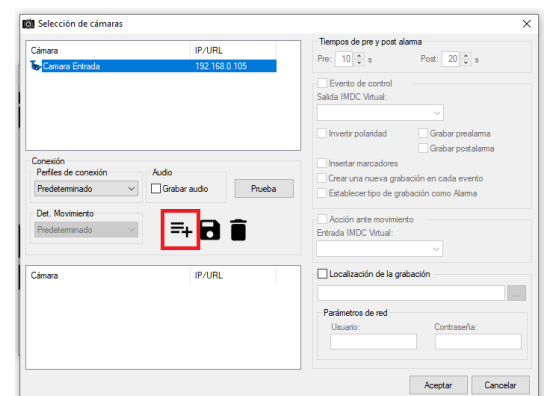 Selección de cámaras
Cámara IP/URL
Camara Entrada 192.168.0.105
Conexión
Perfiles de conexión
Predeterminado
Audio
Grabar audio
Prueba
Det. Movimiento
Predeterminado
Cámara IP/URL
Tiempos de pre y post alarma
Pre: 10 s Post: 20 s
Evento de control
Salida IMDC Virtual:
Invertir polaridad Grabar prealarma
Grabar postalarma
Insertar marcadores
Crear una nueva grabación en cada evento
Establecer tipo de grabación como Alarma
Acción ante movimiento
Entrada IMDC Virtual:
Localización de la grabación
...
Parámetros de red
Usuario: Contraseña:
Aceptar Cancelar